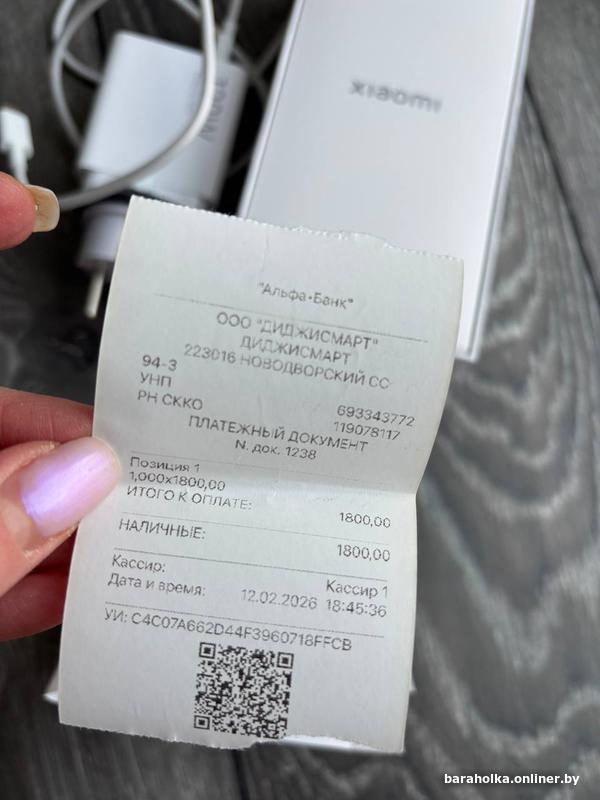 xiaomi
"Альфа-Банк"
ООО "ДИДЖИСМАРТ"
ДИДЖИСМАРТ
223016 НОВОДВОРСКИЙ СС
94-3
УНП 693343772
РН СККО 119078117
ПЛАТЕЖНЫЙ ДОКУМЕНТ
N. док. 1238
Позиция 1
1,000x1800,00
ИТОГО К ОПЛАТЕ: 1800,00
НАЛИЧНЫЕ: 1800,00
Кассир: Кассир 1
Дата и время: 12.02.2026 18:45:36
УИ: C4C07A662D44F3960718FFCB
baraholka.onliner.by